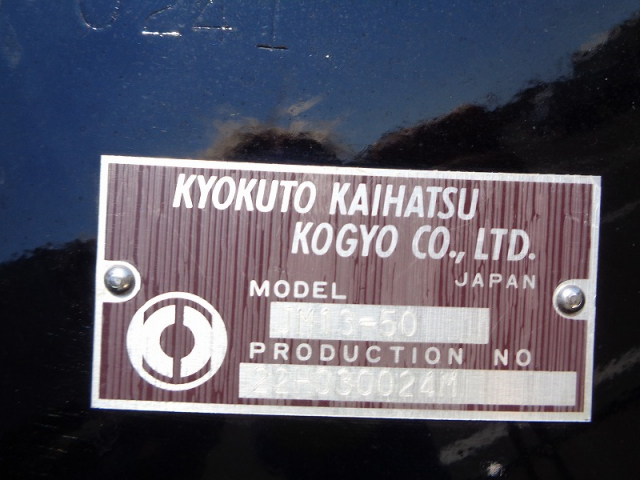 KYOKUTO KAIHATSU
KOGYO CO., LTD.
JAPAN
MODEL
PRODUCTION NO